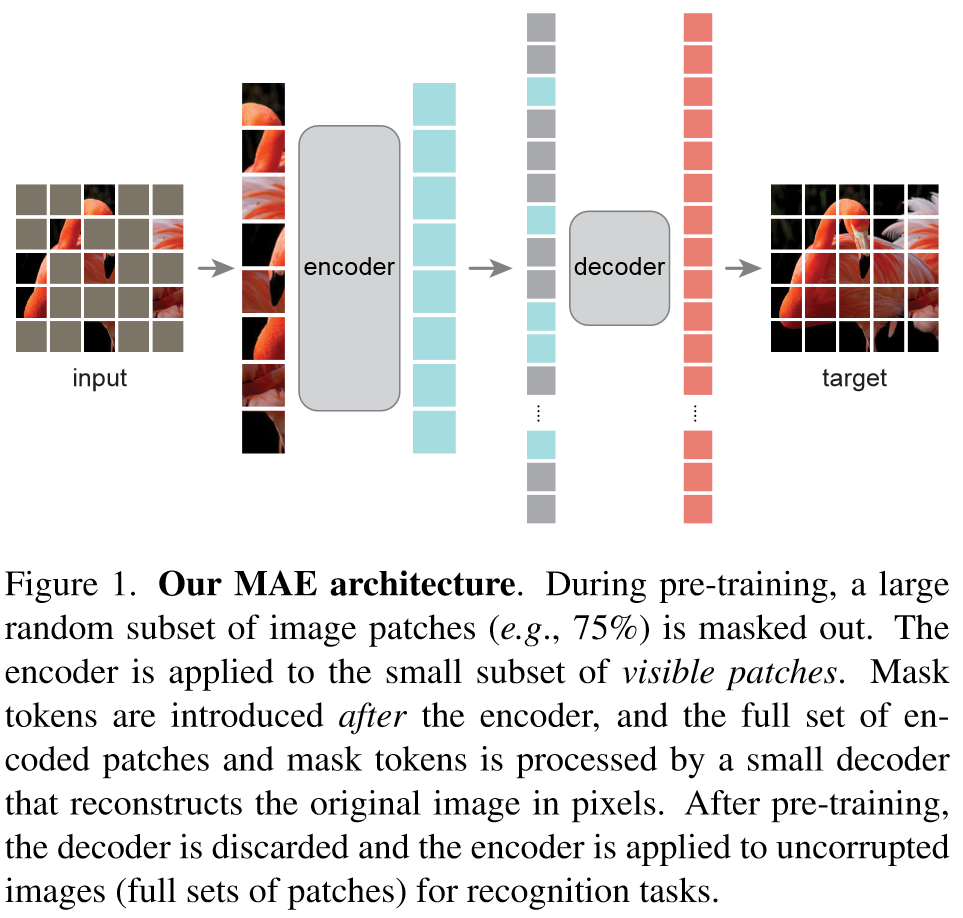 input
encoder
decoder
target
Figure 1. Our MAE architecture. During pre-training, a large
random subset of image patches (e.g., 75%) is masked out. The
encoder is applied to the small subset of visible patches. Mask
tokens are introduced after the encoder, and the full set of en-
coded patches and mask tokens is processed by a small decoder
that reconstructs the original image in pixels. After pre-training,
the decoder is discarded and the encoder is applied to uncorrupted
images (full sets of patches) for recognition tasks.